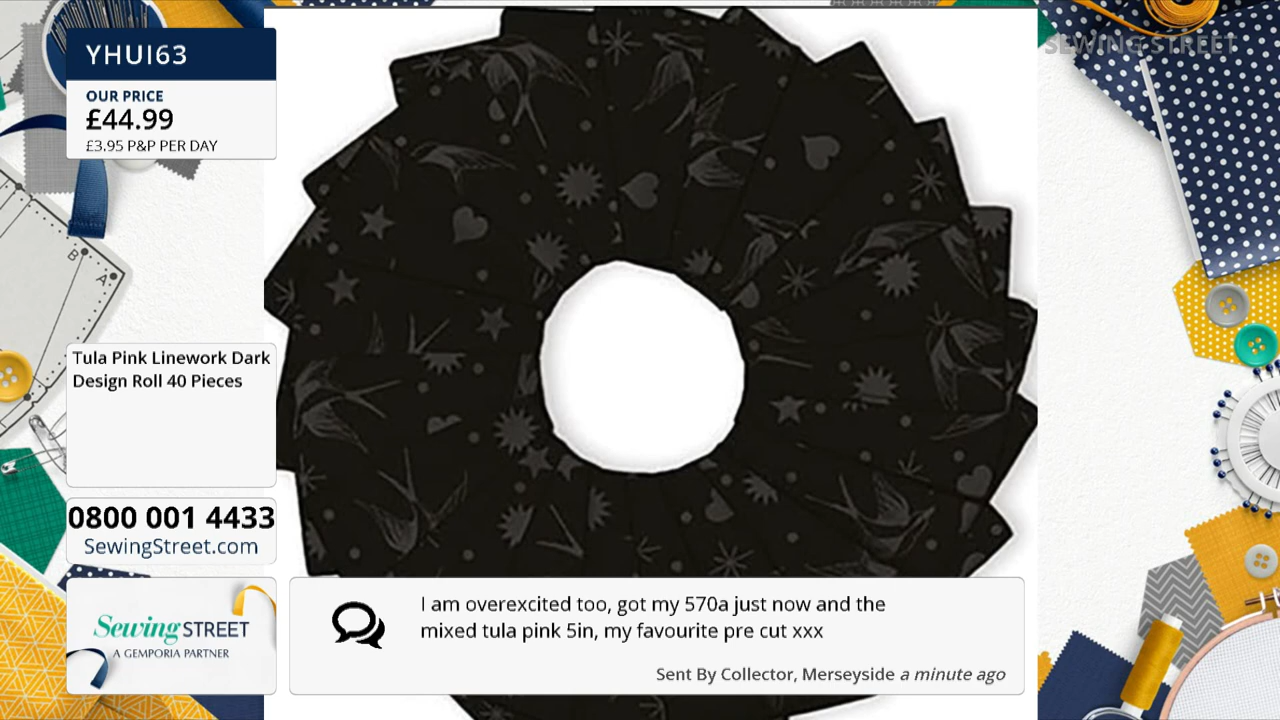 YHUI63
OUR PRICE
£44.99
£3.95 P&P PER DAY
SEWING STREET
B
A
Tula Pink Linework Dark
Design Roll 40 Pieces
0800 001 4433
SewingStreet.com
Sewing STREET
A GEMPORIA PARTNER
I am overexcited too, got my 570a just now and the
mixed tula pink 5in, my favourite pre cut xxx
Sent By Collector, Merseyside a minute ago